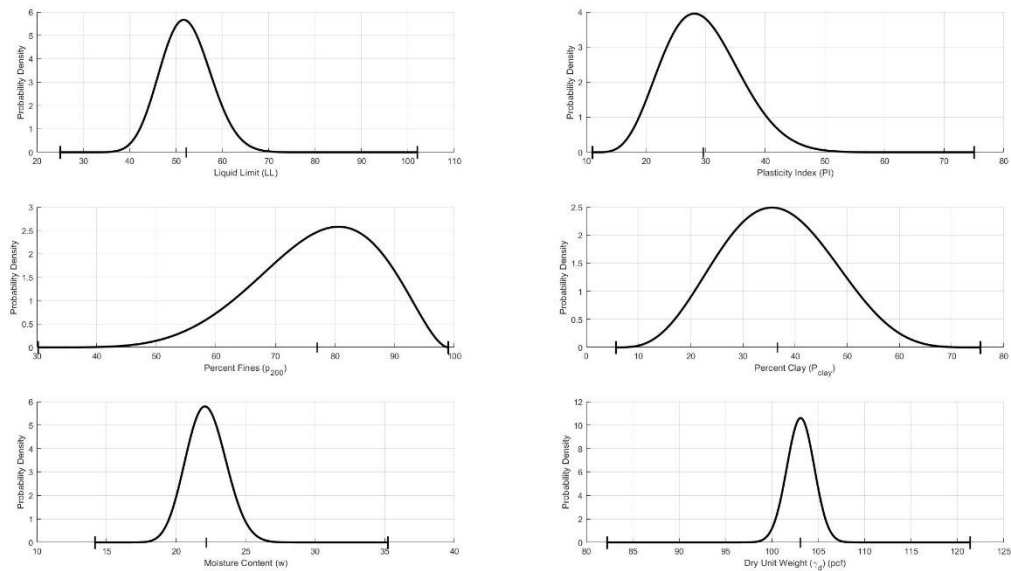 Probability Density
6
5
4
3
2
1
0
20 30 40 50 60 70 80 90 100 110
Liquid Limit (LL)
Probability Density
4
3
2
1
0
10 20 30 40 50 60 70 80
Plasticity Index (PI)
Probability Density
3
2.5
2
1.5
1
0.5
0
30 40 50 60 70 80 90 100
Percent Fines (p200)
Probability Density
2.5
2
1.5
1
0.5
0
0 10 20 30 40 50 60 70 80
Percent Clay (Pclay)
Probability Density
6
5
4
3
2
1
0
10 15 20 25 30 35 40
Moisture Content (w)
Probability Density
12
10
8
6
4
2
0
80 85 90 95 100 105 110 115 120 125
Dry Unit Weight (γd) (pcf)